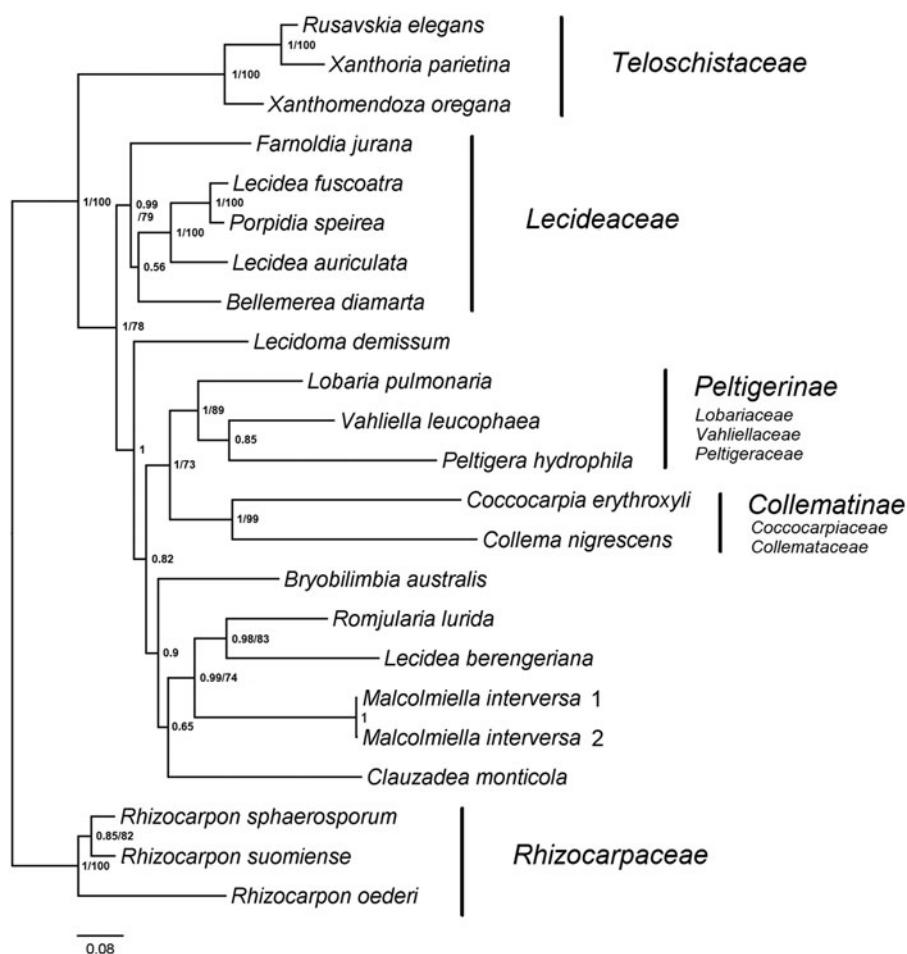 Rusavskia elegans
1/100
Xanthoria parietina
1/100
Xanthomendoza oregana
Teloschistaceae
Farnoldia jurana
Lecidea fuscoatra
1/100
Porpidia speirea
1/100
0.99
/79
1/100
Lecidea auriculata
0.56
Bellemerea diamarta
Lecideaceae
1/78
Lecidoma demissum
Lobaria pulmonaria
1/89
Vahliella leucophaea
0.85
Peltigera hydrophila
Peltigerinae
Lobariaceae
Vahliellaceae
Peltigeraceae
1
1/73
Coccocarpia erythroxyli
1/99
Collema nigrescens
Collematinae
Coccocarpiaceae
Collemataceae
0.82
Bryobilimbia australis
Romjularia lurida
0.98/83
0.9
Lecidea berengeriana
0.99/74
Malcolmiella interversa 1
1
0.65
Malcolmiella interversa 2
Clauzadea monticola
Rhizocarpon sphaerosporum
0.85/82
Rhizocarpon suomiense
1/100
Rhizocarpon oederi
Rhizocarpaceae
0.08